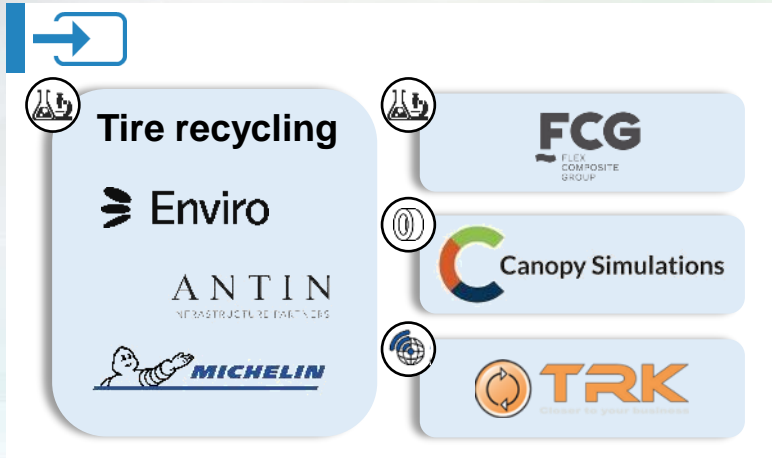 Tire recycling
Enviro
ANTIN
INFRASTRUCTURE PARTNERS
MICHELIN
FCG
FLEX
COMPOSITE
GROUP
Canopy Simulations
TRK
Closer to your business